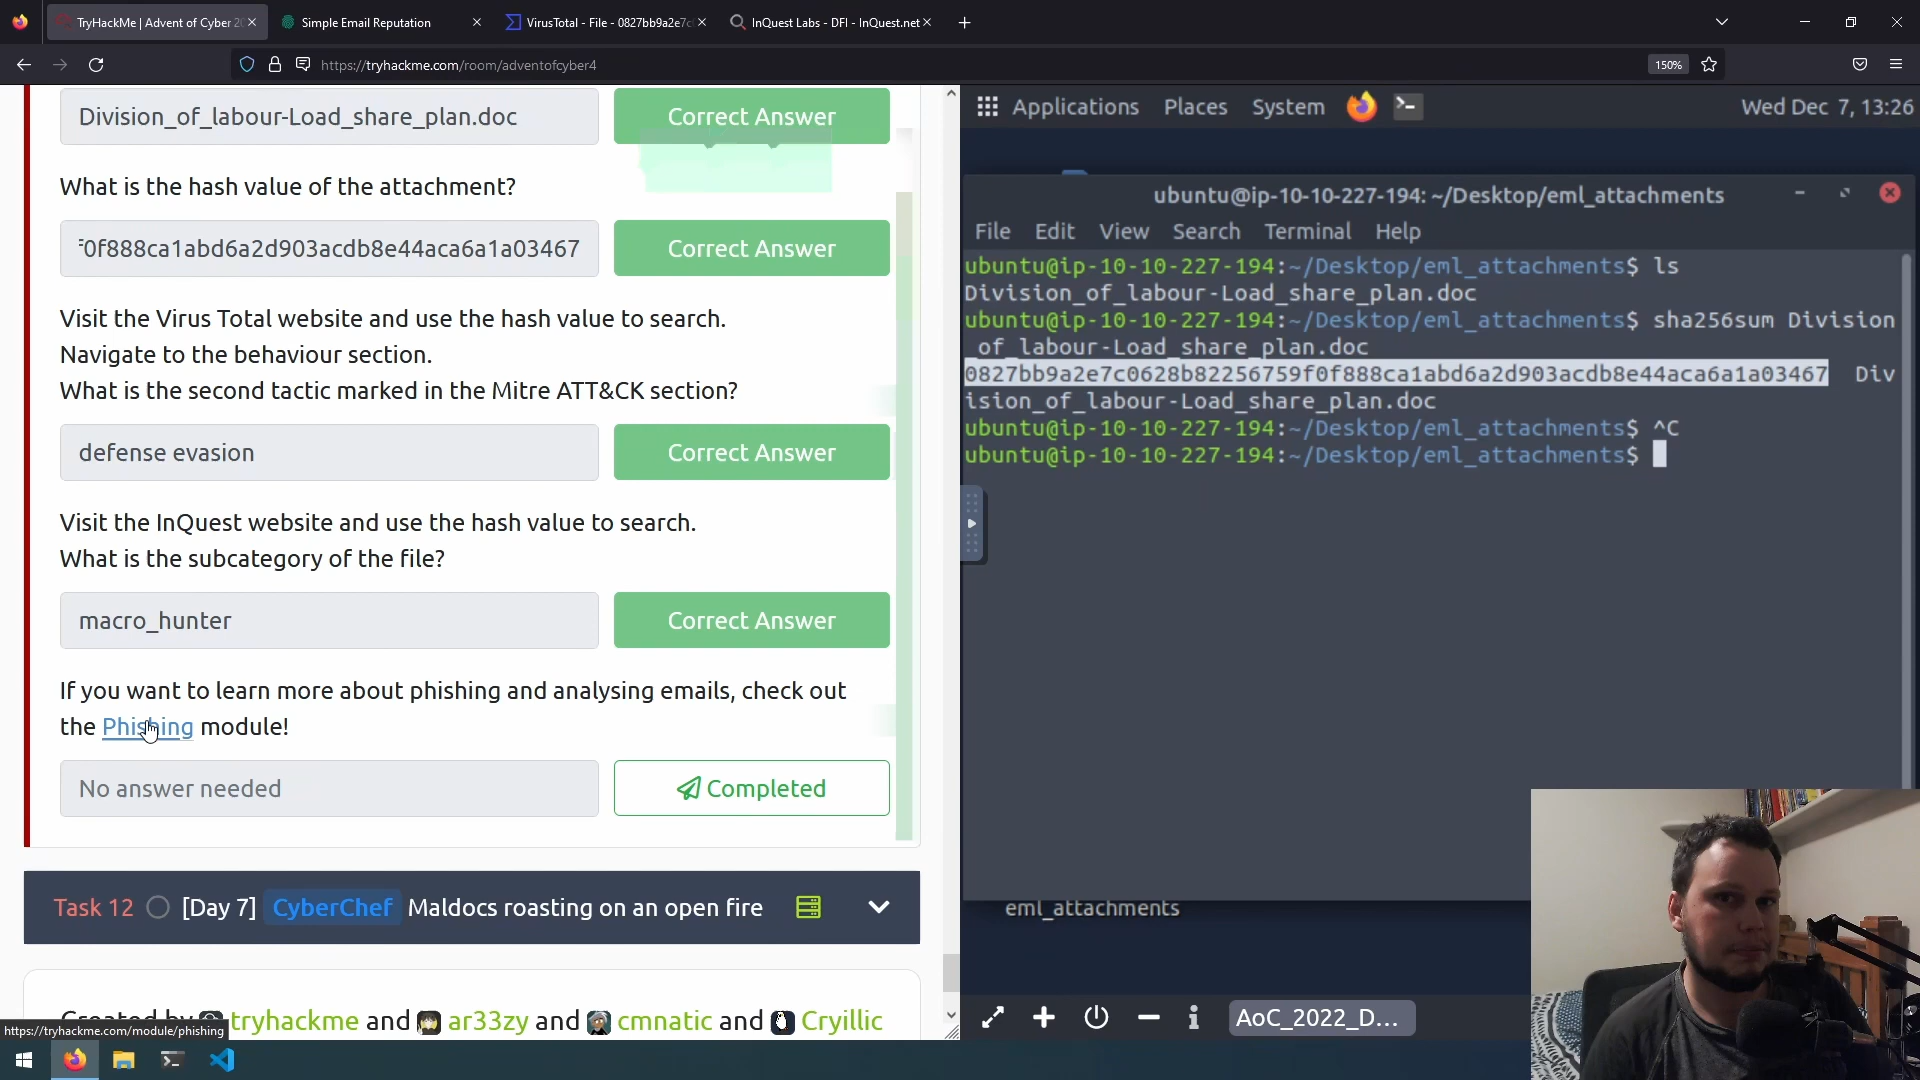 TryHackMe | Advent of Cyber 20
Simple Email Reputation
VirusTotal - File - 0827bb9a2e7c0
InQuest Labs - DFI - InQuest.net
https://tryhackme.com/room/adventofcyber4
150%
Division_of_labour-Load_share_plan.doc
Correct Answer
What is the hash value of the attachment?
f0f888ca1abd6a2d903acdb8e44aca6a1a03467
Correct Answer
Visit the Virus Total website and use the hash value to search.
Navigate to the behaviour section.
What is the second tactic marked in the Mitre ATT&CK section?
defense evasion
Correct Answer
Visit the InQuest website and use the hash value to search.
What is the subcategory of the file?
macro_hunter
Correct Answer
If you want to learn more about phishing and analysing emails, check out
the Phishing module!
No answer needed
Completed
Task 12 [Day 7] CyberChef Maldocs roasting on an open fire
Created by tryhackme and ar33zy and cmnatic and Cryillic
https://tryhackme.com/module/phishing
Applications Places System
Wed Dec 7, 13:26
ubuntu@ip-10-10-227-194: ~/Desktop/eml_attachments
File Edit View Search Terminal Help
ubuntu@ip-10-10-227-194:~/Desktop/eml_attachments$ ls
Division_of_labour-Load_share_plan.doc
ubuntu@ip-10-10-227-194:~/Desktop/eml_attachments$ sha256sum Division
_of_labour-Load_share_plan.doc
0827bb9a2e7c0628b82256759f0f888ca1abd6a2d903acdb8e44aca6a1a03467 Div
ision_of_labour-Load_share_plan.doc
ubuntu@ip-10-10-227-194:~/Desktop/eml_attachments$ ^C
ubuntu@ip-10-10-227-194:~/Desktop/eml_attachments$
eml_attachments
AoC_2022_D...